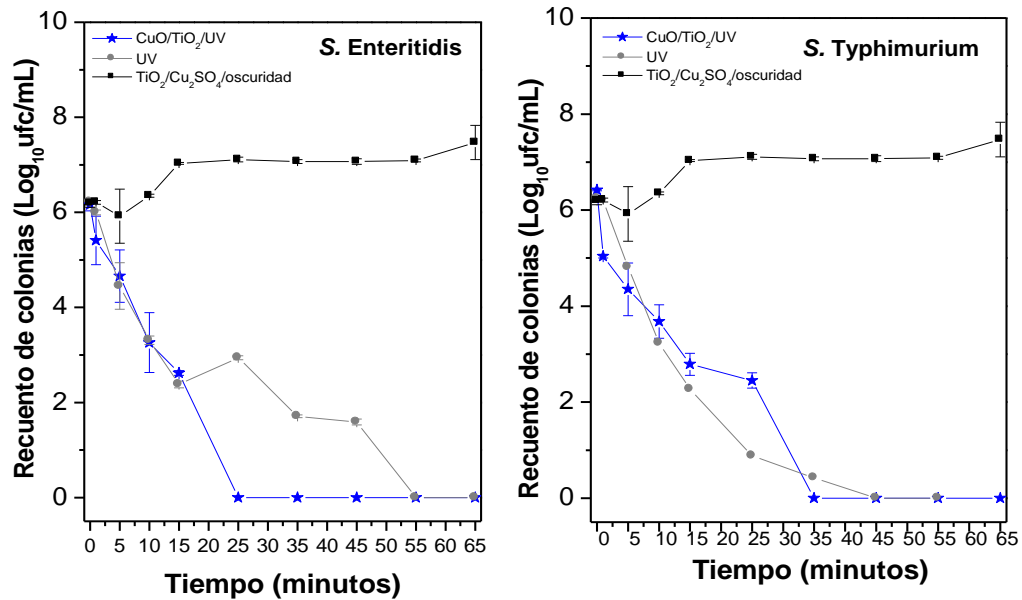 Recuento de colonias (Log₁₀ufc/mL)
10
8
6
4
2
0
CuO/TiO₂/UV
UV
TiO₂/Cu₂SO₄/oscuridad
S. Enteritidis
0 5 10 15 20 25 30 35 40 45 50 55 60 65
Tiempo (minutos)
Recuento de colonias (Log₁₀ufc/mL)
10
8
6
4
2
0
CuO/TiO₂/UV
UV
TiO₂/Cu₂SO₄/oscuridad
S. Typhimurium
0 5 10 15 20 25 30 35 40 45 50 55 60 65
Tiempo (minutos)